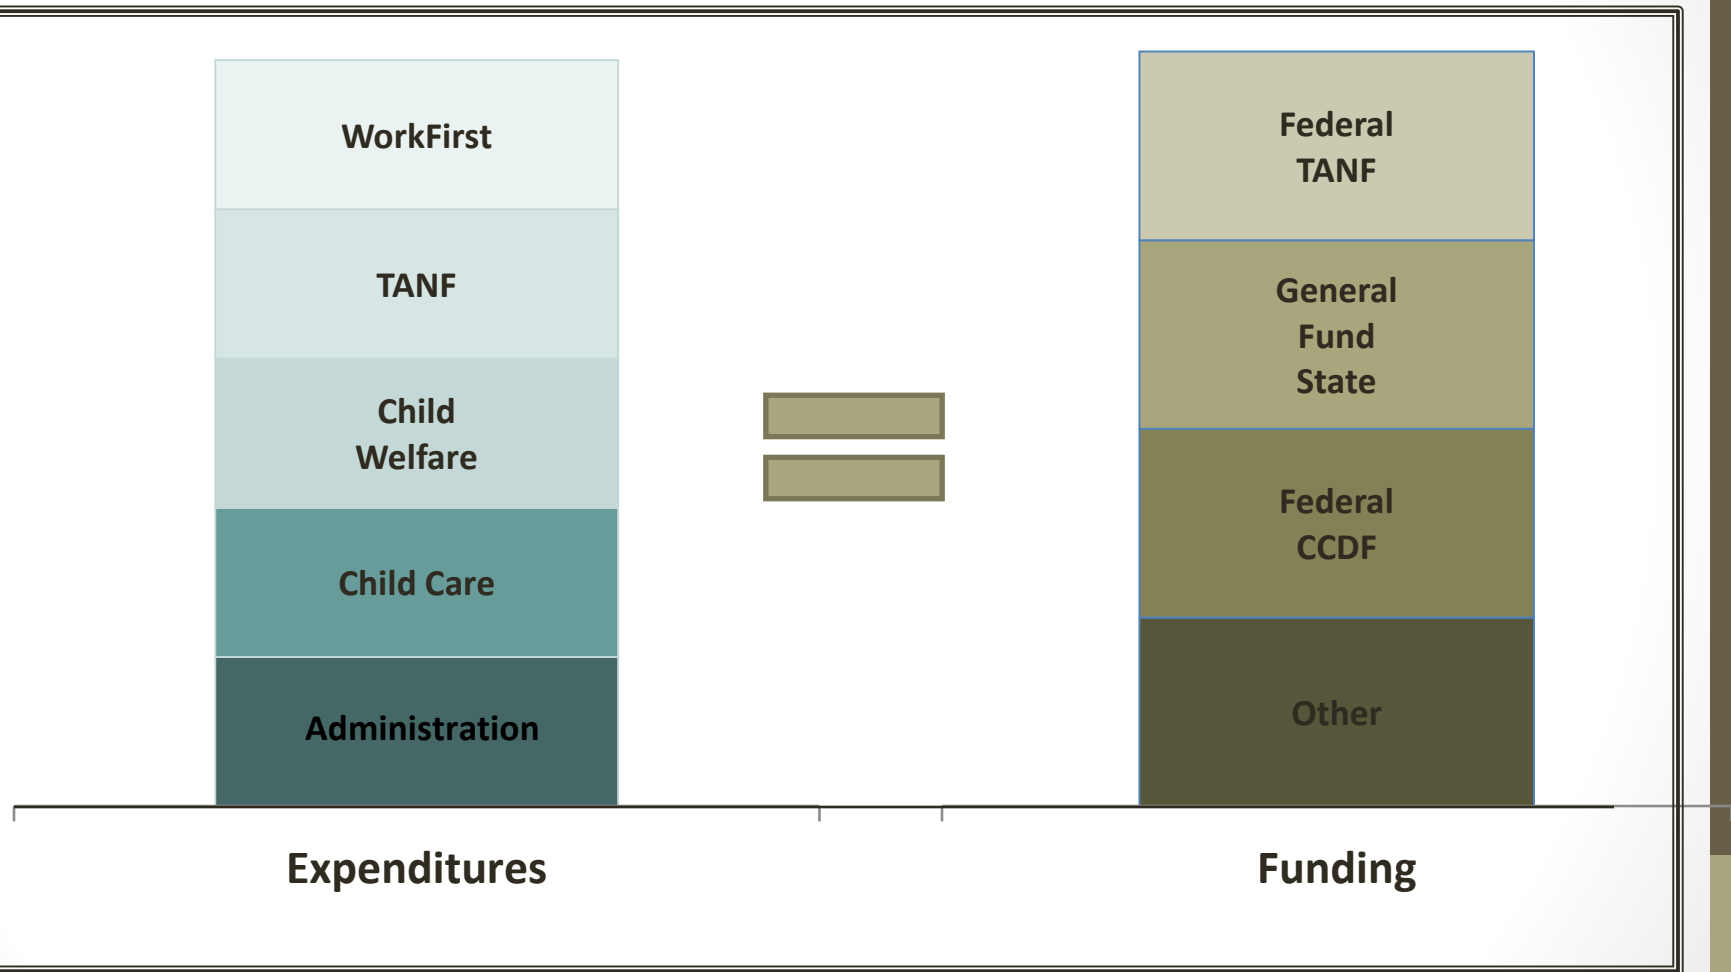 WorkFirst
TANF
Child
Welfare
Child Care
Administration
Expenditures
Federal
TANF
General
Fund
State
Federal
CCDF
Other
Funding